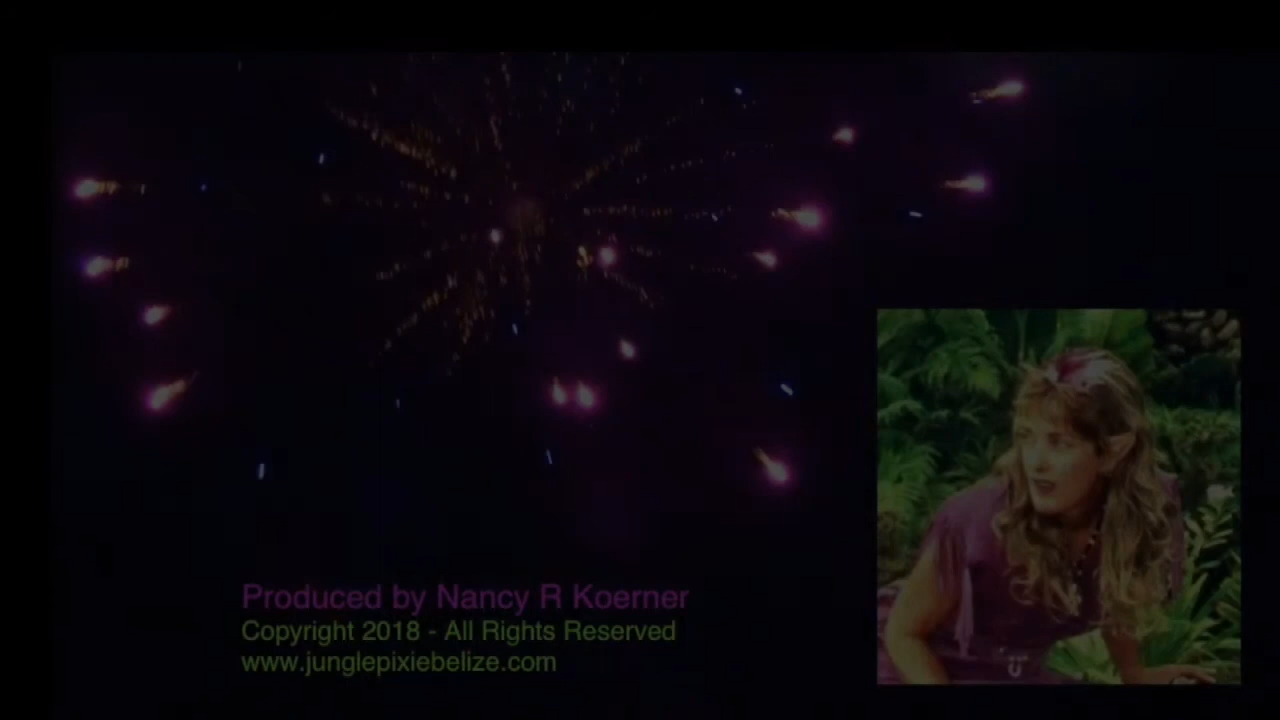 Produced by Nancy R Koerner
Copyright 2018 - All Rights Reserved
www.junglepixiebelize.com